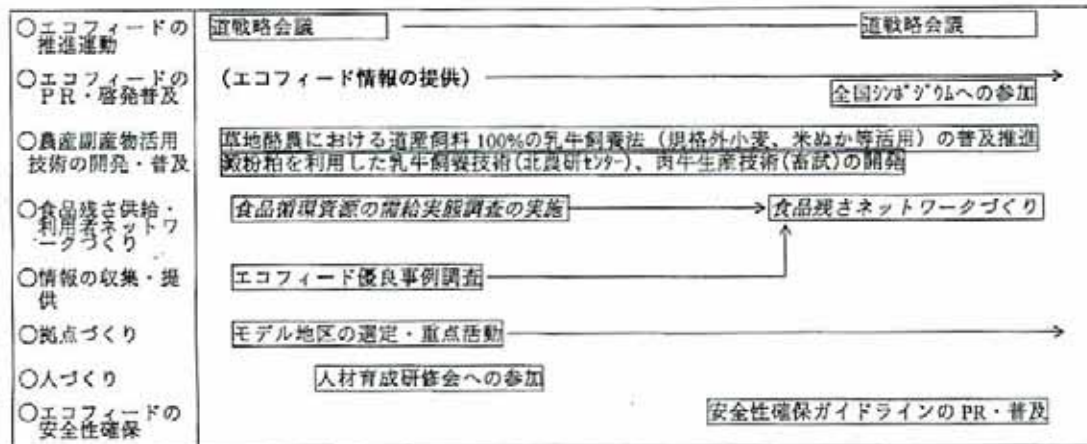 ○エコフィードの
推進運動
道戦略会議
道戦略会議
○エコフィードの
PR・啓発普及
(エコフィード情報の提供)
全国ｼﾝﾎﾟｼﾞｳﾑへの参加
○農産副産物活用
技術の開発・普及
草地酪農における道産飼料100%の乳牛飼養法（規格外小麦、米ぬか等活用）の普及推進
澱粉粕を利用した乳牛飼養技術(北農研ｾﾝﾀｰ)、肉牛生産技術(畜試)の開発
○食品残さ供給・
利用者ネットワ
ークづくり
食品循環資源の需給実態調査の実施
食品残さネットワークづくり
○情報の収集・提
供
エコフィード優良事例調査
○拠点づくり
モデル地区の選定・重点活動
○人づくり
人材育成研修会への参加
○エコフィードの
安全性確保
安全性確保ガイドラインのPR・普及